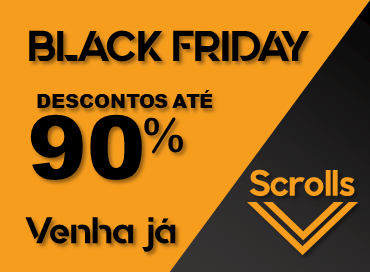 BLACK FRIDAY
DESCONTOS ATÉ
90%
Scrolls
Venha já